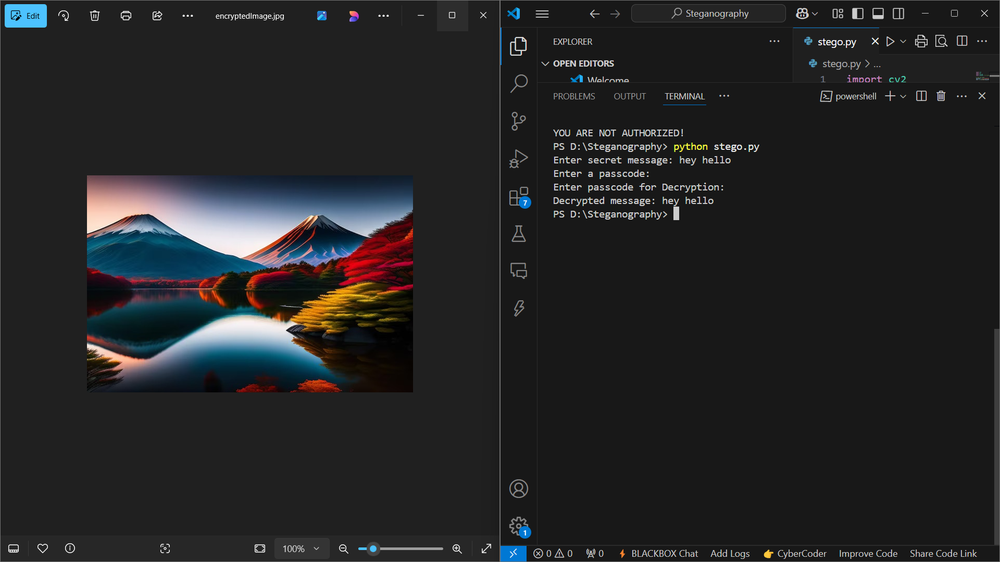 Edit
encryptedImage.jpg
Steganography
EXPLORER
OPEN EDITORS
Welcome
stego.py
stego.py > ...
1 import cv2
PROBLEMS OUTPUT TERMINAL
powershell
YOU ARE NOT AUTHORIZED!
PS D:\Steganography> python stego.py
Enter secret message: hey hello
Enter a passcode:
Enter passcode for Decryption:
Decrypted message: hey hello
PS D:\Steganography>
7
1
100%
0 0 0 BLACKBOX Chat Add Logs CyberCoder Improve Code Share Code Link